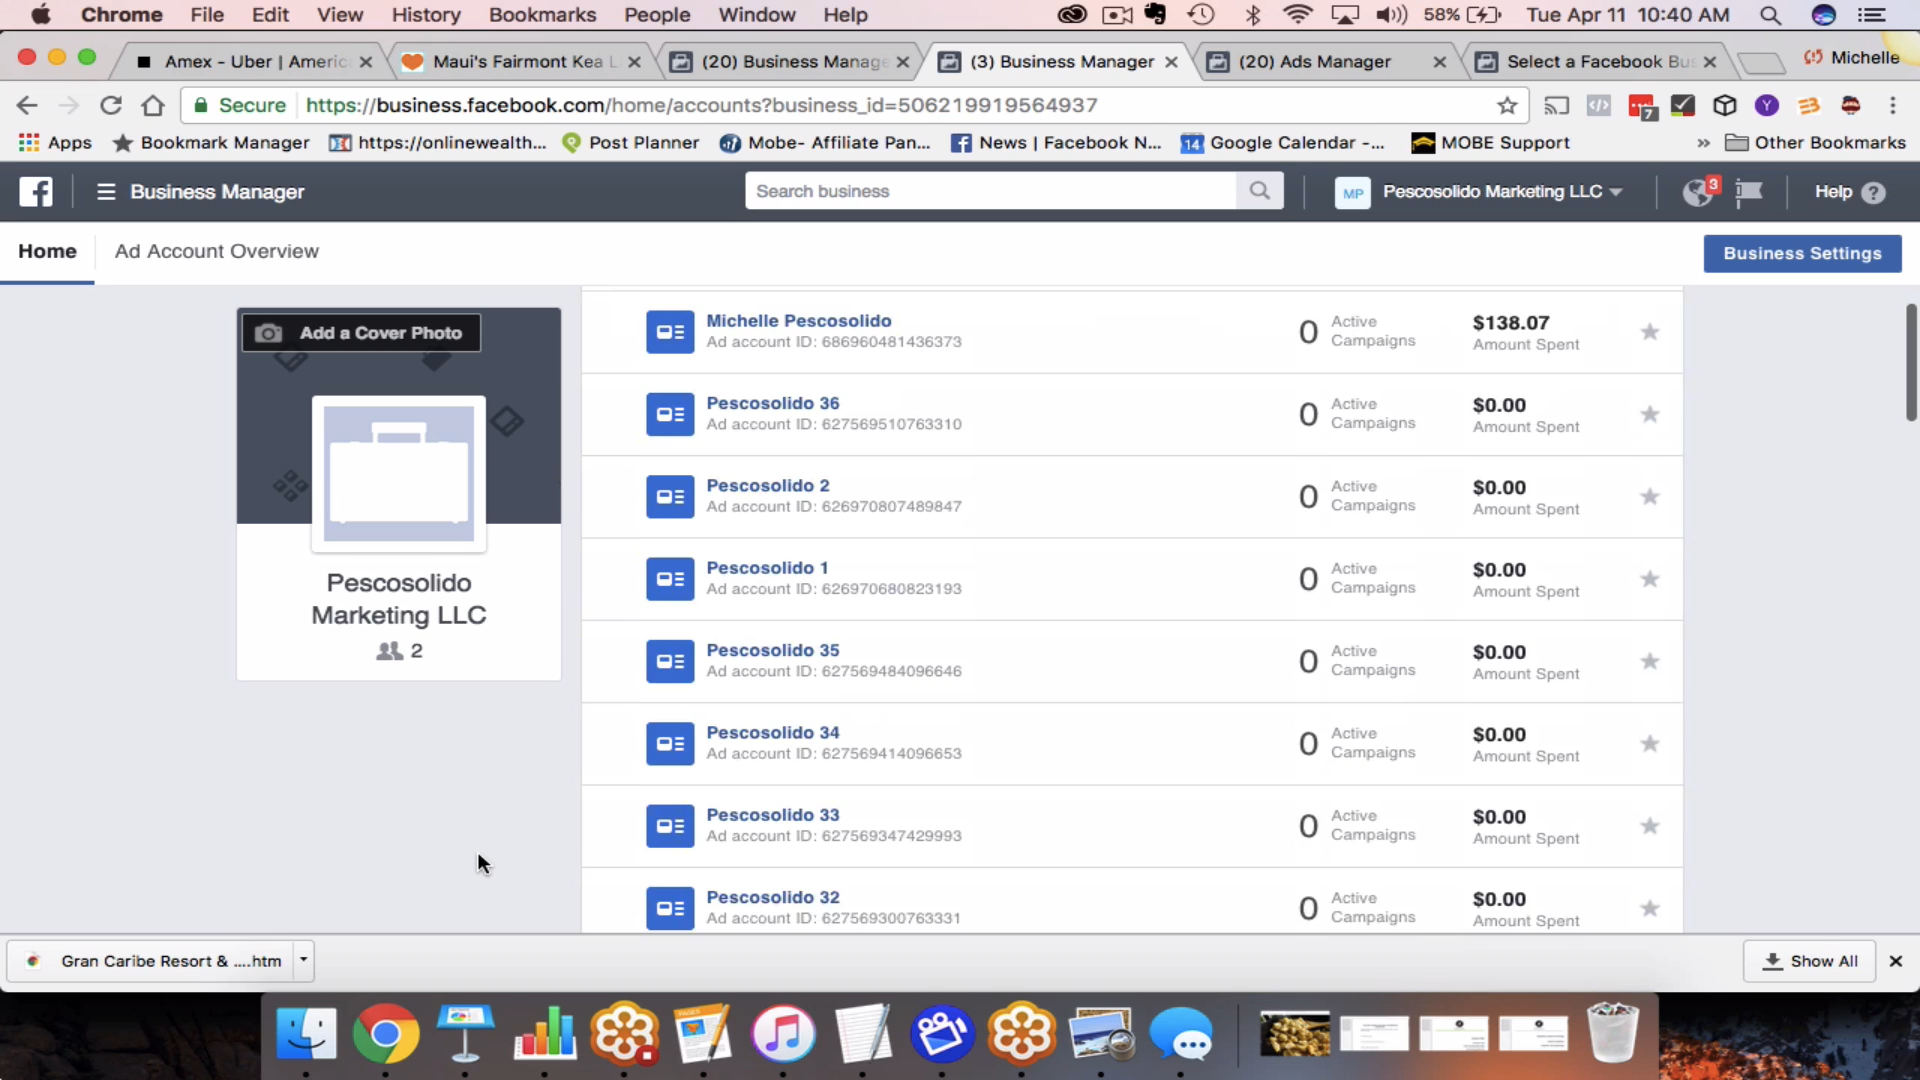 Chrome File Edit View History Bookmarks People Window Help 58% Tue Apr 11 10:40 AM
Amex - Uber | Americ
Maui's Fairmont Kea L
(20) Business Manage
(3) Business Manager
(20) Ads Manager
Select a Facebook Bus
Michelle
Secure https://business.facebook.com/home/accounts?business_id=506219919564937
7
Apps Bookmark Manager https://onlinewealth... Post Planner Mobe- Affiliate Pan... News | Facebook N... 14 Google Calendar -... MOBE Support » Other Bookmarks
Business Manager
Search business
MP Pescosolido Marketing LLC
3
Help ?
Home Ad Account Overview
Business Settings
Add a Cover Photo
Pescosolido
Marketing LLC
2
Michelle Pescosolido
Ad account ID: 686960481436373
0 Active
Campaigns
$138.07
Amount Spent
Pescosolido 36
Ad account ID: 627569510763310
0 Active
Campaigns
$0.00
Amount Spent
Pescosolido 2
Ad account ID: 626970807489847
0 Active
Campaigns
$0.00
Amount Spent
Pescosolido 1
Ad account ID: 626970680823193
0 Active
Campaigns
$0.00
Amount Spent
Pescosolido 35
Ad account ID: 627569484096646
0 Active
Campaigns
$0.00
Amount Spent
Pescosolido 34
Ad account ID: 627569414096653
0 Active
Campaigns
$0.00
Amount Spent
Pescosolido 33
Ad account ID: 627569347429993
0 Active
Campaigns
$0.00
Amount Spent
Pescosolido 32
Ad account ID: 627569300763331
0 Active
Campaigns
$0.00
Amount Spent
Gran Caribe Resort & ....htm
Show All